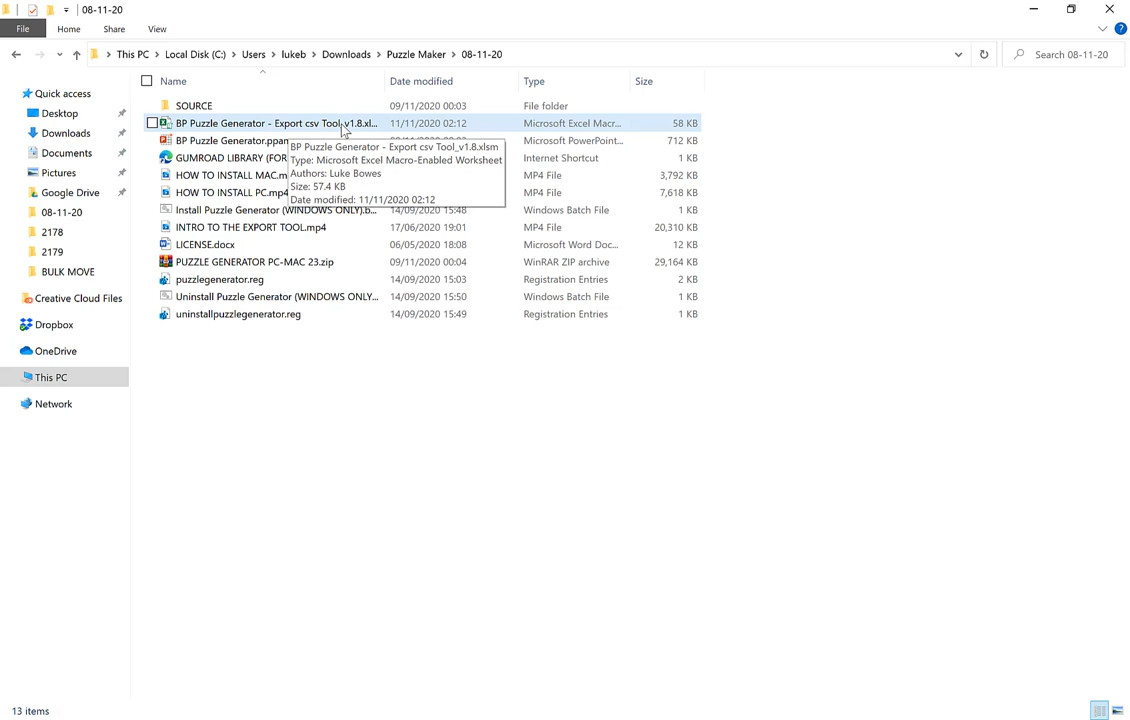 08-11-20
File Home Share View
This PC Local Disk (C:) Users lukeb Downloads Puzzle Maker 08-11-20 Search 08-11-20
Name Date modified Type Size
Quick access
Desktop
Downloads
Documents
Pictures
Google Drive
08-11-20
2178
2179
BULK MOVE
Creative Cloud Files
Dropbox
OneDrive
This PC
Network
SOURCE 09/11/2020 00:03 File folder
BP Puzzle Generator - Export csv Tool_v1.8.xl... 11/11/2020 02:12 Microsoft Excel Macr... 58 KB
BP Puzzle Generator.ppam Microsoft PowerPoint... 712 KB
GUMROAD LIBRARY (FOR Internet Shortcut 1 KB
HOW TO INSTALL MAC.m MP4 File 3,792 KB
HOW TO INSTALL PC.mp4 MP4 File 7,618 KB
Install Puzzle Generator (WINDOWS ONLY).b... 14/09/2020 15:48 Windows Batch File 1 KB
INTRO TO THE EXPORT TOOL.mp4 17/06/2020 19:01 MP4 File 20,310 KB
LICENSE.docx 06/05/2020 18:08 Microsoft Word Doc... 12 KB
PUZZLE GENERATOR PC-MAC 23.zip 09/11/2020 00:04 WinRAR ZIP archive 29,164 KB
puzzlegenerator.reg 14/09/2020 15:03 Registration Entries 2 KB
Uninstall Puzzle Generator (WINDOWS ONLY... 14/09/2020 15:50 Windows Batch File 1 KB
uninstallpuzzlegenerator.reg 14/09/2020 15:49 Registration Entries 1 KB
BP Puzzle Generator - Export csv Tool_v1.8.xlsm
Type: Microsoft Excel Macro-Enabled Worksheet
Authors: Luke Bowes
Size: 57.4 KB
Date modified: 11/11/2020 02:12
13 items